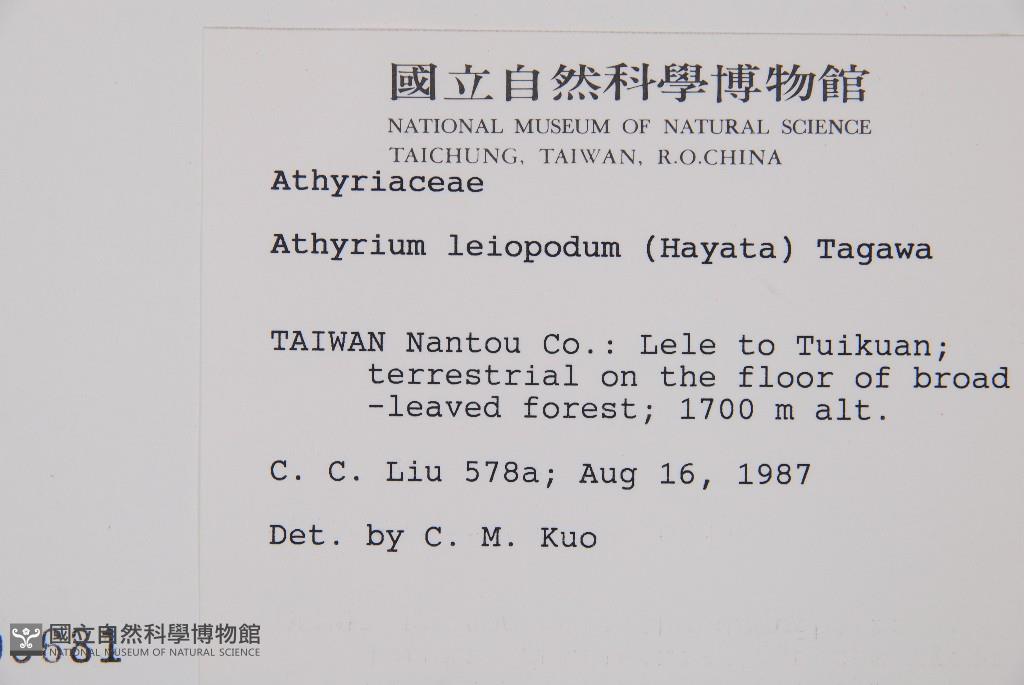 國立自然科學博物館
NATIONAL MUSEUM OF NATURAL SCIENCE
TAICHUNG, TAIWAN, R.O.CHINA
Athyriaceae
Athyrium leiopodum (Hayata) Tagawa
TAIWAN Nantou Co.: Lele to Tuikuan;
terrestrial on the floor of broad
-leaved forest; 1700 m alt.
C. C. Liu 578a; Aug 16, 1987
Det. by C. M. Kuo
國立自然科學博物館
NATIONAL MUSEUM OF NATURAL SCIENCE